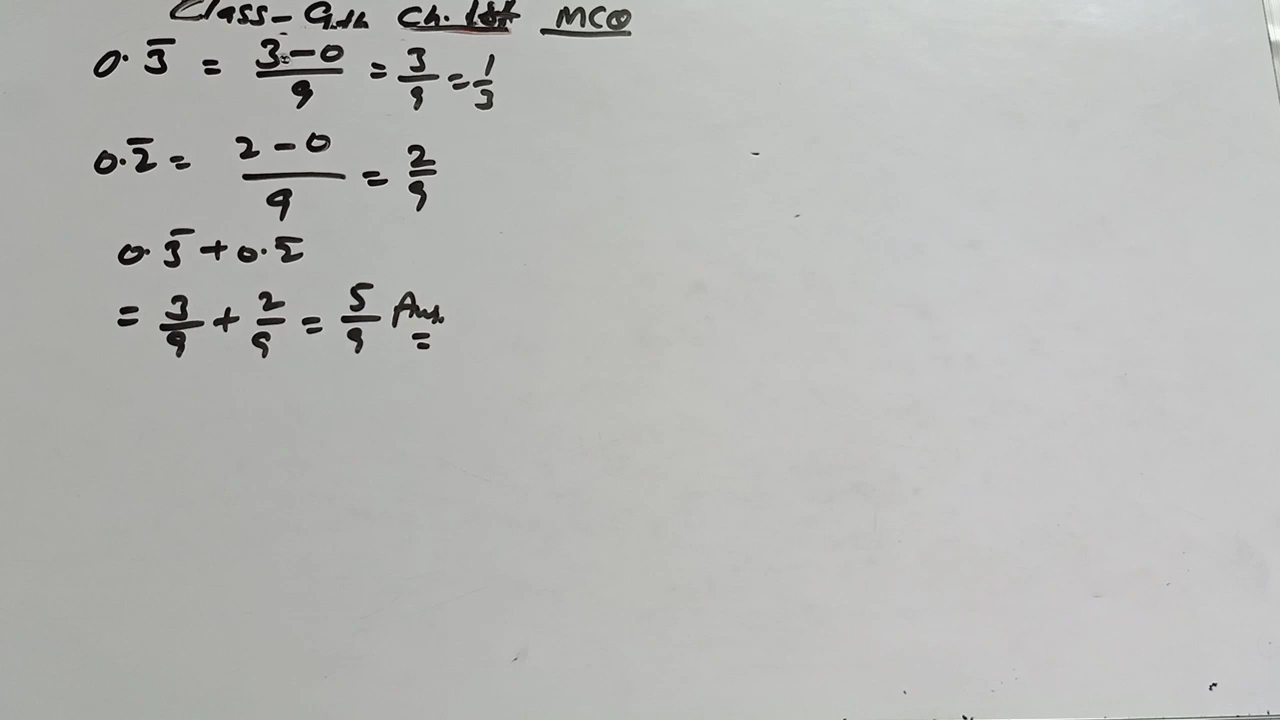 Class- 9th Ch. 1st MCQ
0.3̅ = 3-0/9 = 3/9 = 1/3
0.2̅ = 2-0/9 = 2/9
0.3̅ + 0.2̅
= 3/9 + 2/9 = 5/9 Ans.